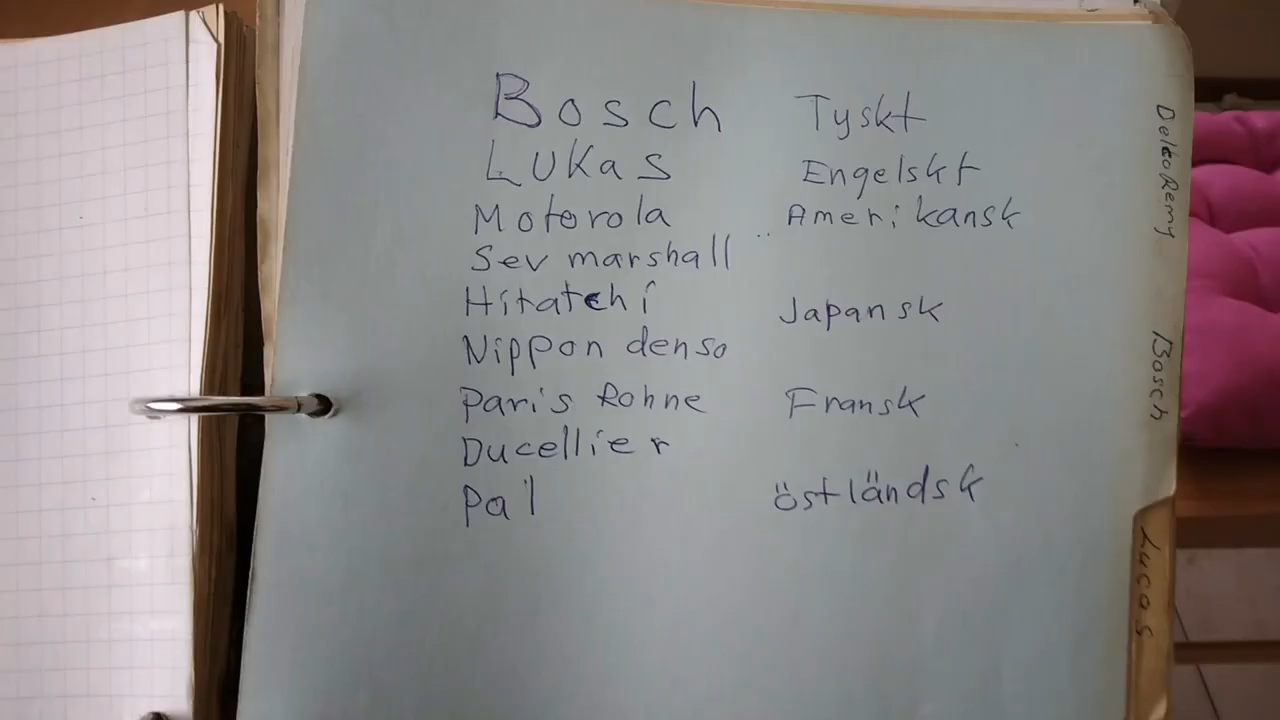 Bosch Tyskt
LUKas Engelskt
Motorola Amerikansk
Sev marshall ¨
Hitatchi Japansk
Nippon denso
Paris Rohne Fransk
Ducellier
Pal östländsk
DelcoRemy
Bosch
Lucas